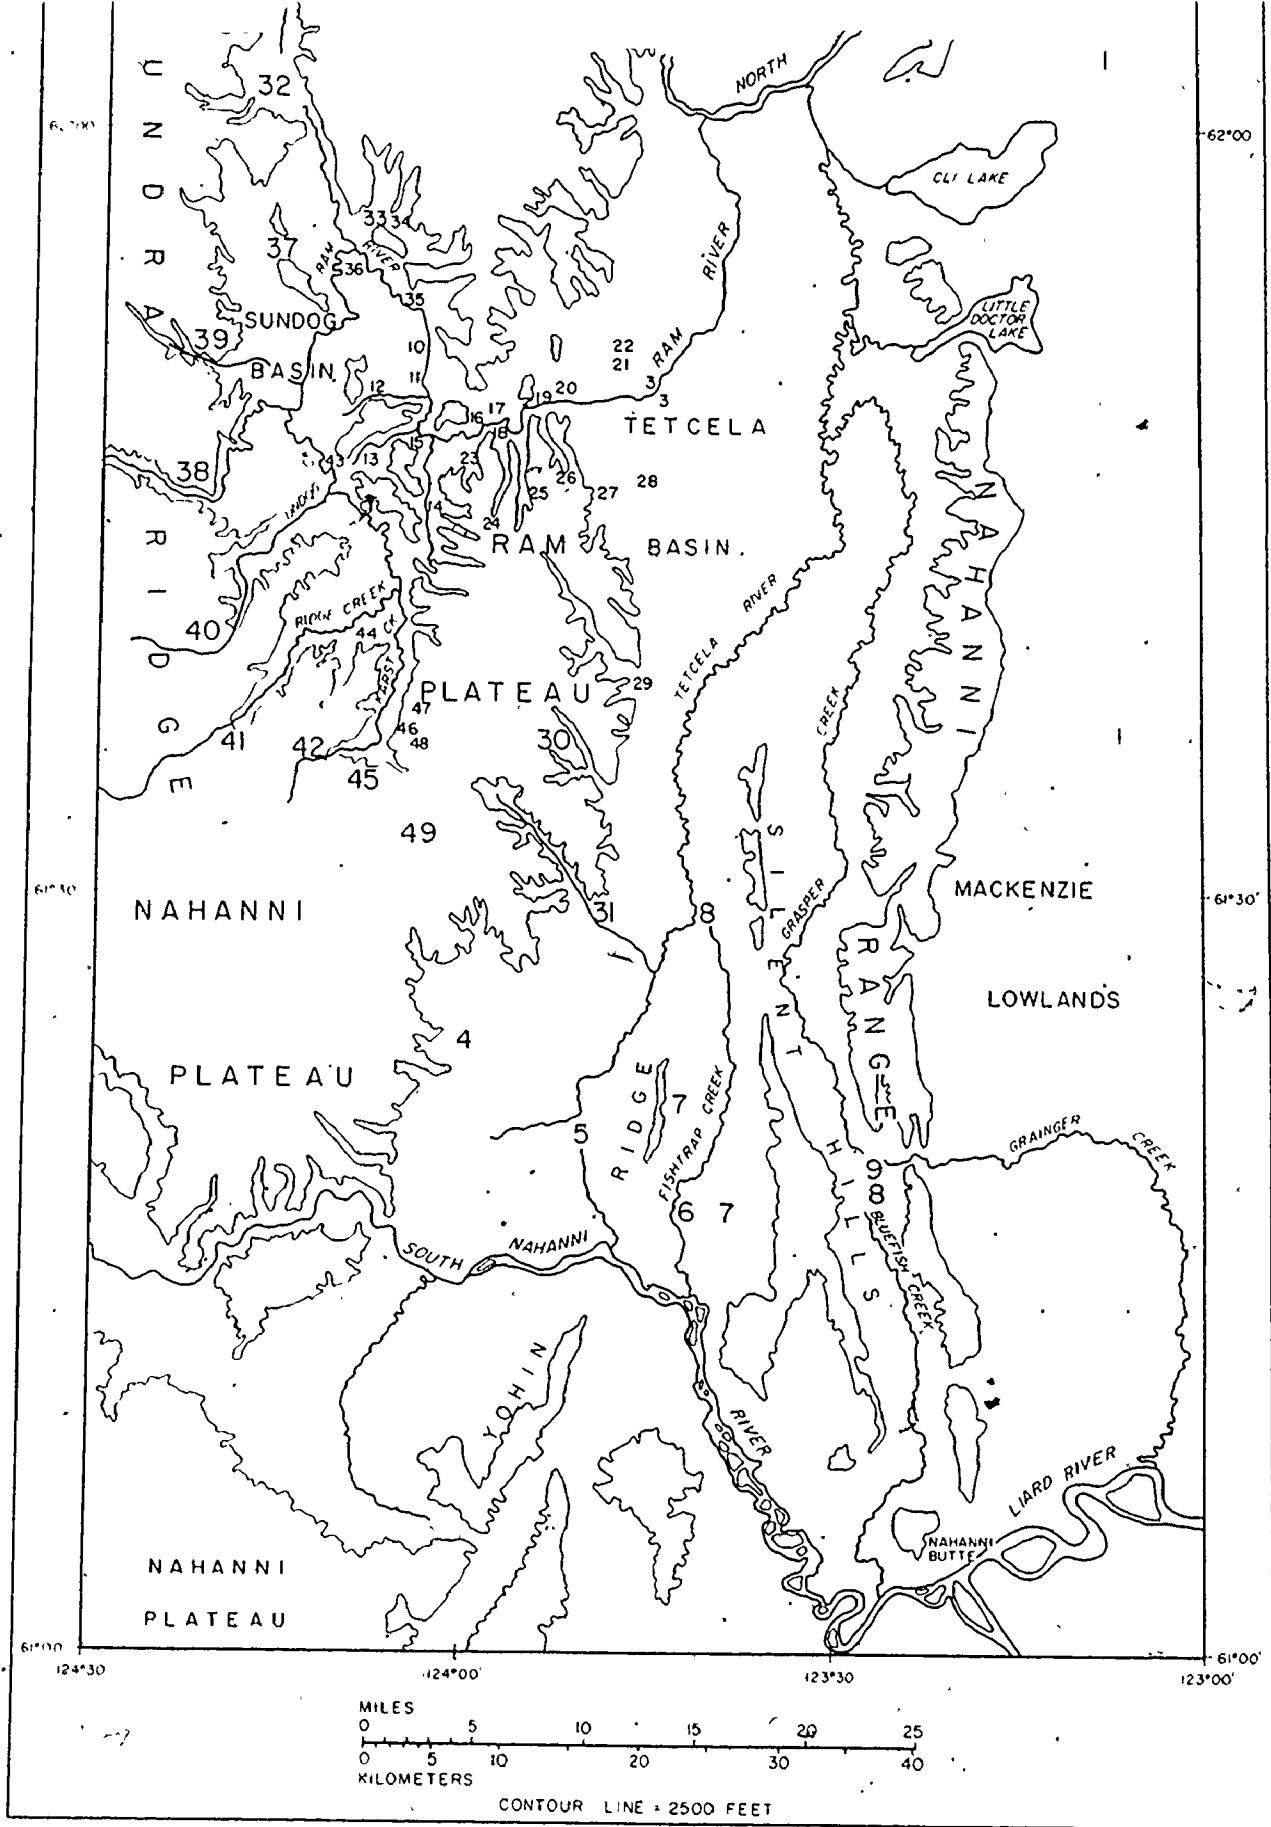 NORTH
32
62°00'
CLI LAKE
33 34
37
RAM
RIVER
36
RIVER
35
SUNDOG
LITTLE
DOCTOR
LAKE
39
BASIN
10
22
21
RAM
11
12
3
3
20
19
17
16
TETCELA
18
15
38
43
13
23
26
28
27
25
9
14
24
RAM
BASIN.
NAHANNI
RIVER
RIDGE CREEK
40
44
CK.
TETCELA
PLATEAU
29
47
46
48
41
42
30
CREEK
45
UNDRA
RIDGE
49
61°30'
MACKENZIE
61°30'
NAHANNI
31
8
GRASPER
SILENT
RANGE
LOWLANDS
4
PLATEAU
RIDGE
7
CREEK
FISHTRAP
5
GRAINGER
CREEK
HILLS
9
8
6 7
BLUEFISH
CREEK
SOUTH
NAHANNI
YOHIN
RIVER
LIARD RIVER
NAHANNI
BUTTE
NAHANNI
PLATEAU
61°00
61°00'
124°30
124°00'
123°30
123°00'
MILES
0 5 10 15 20 25
0 5 10 20 30 40
KILOMETERS
CONTOUR LINE = 2500 FEET